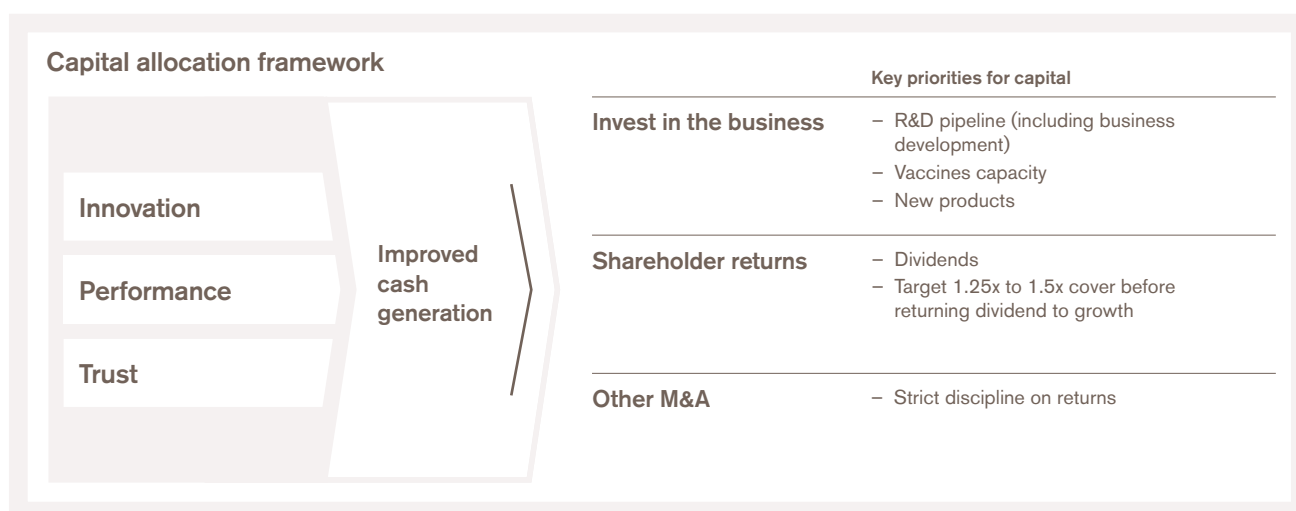 Capital allocation framework
Innovation
Performance
Trust
Improved
cash
generation
Key priorities for capital
Invest in the business
– R&D pipeline (including business
development)
– Vaccines capacity
– New products
Shareholder returns
– Dividends
– Target 1.25x to 1.5x cover before
returning dividend to growth
Other M&A
– Strict discipline on returns